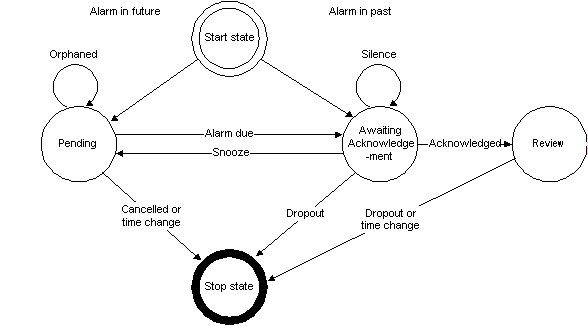 Alarm in future
Alarm in past
Start state
Orphaned
Silence
Pending
Alarm due
Snooze
Awaiting
Acknowledge
-ment
Acknowledged
Review
Cancelled or
time change
Dropout
Dropout or
time change
Stop state